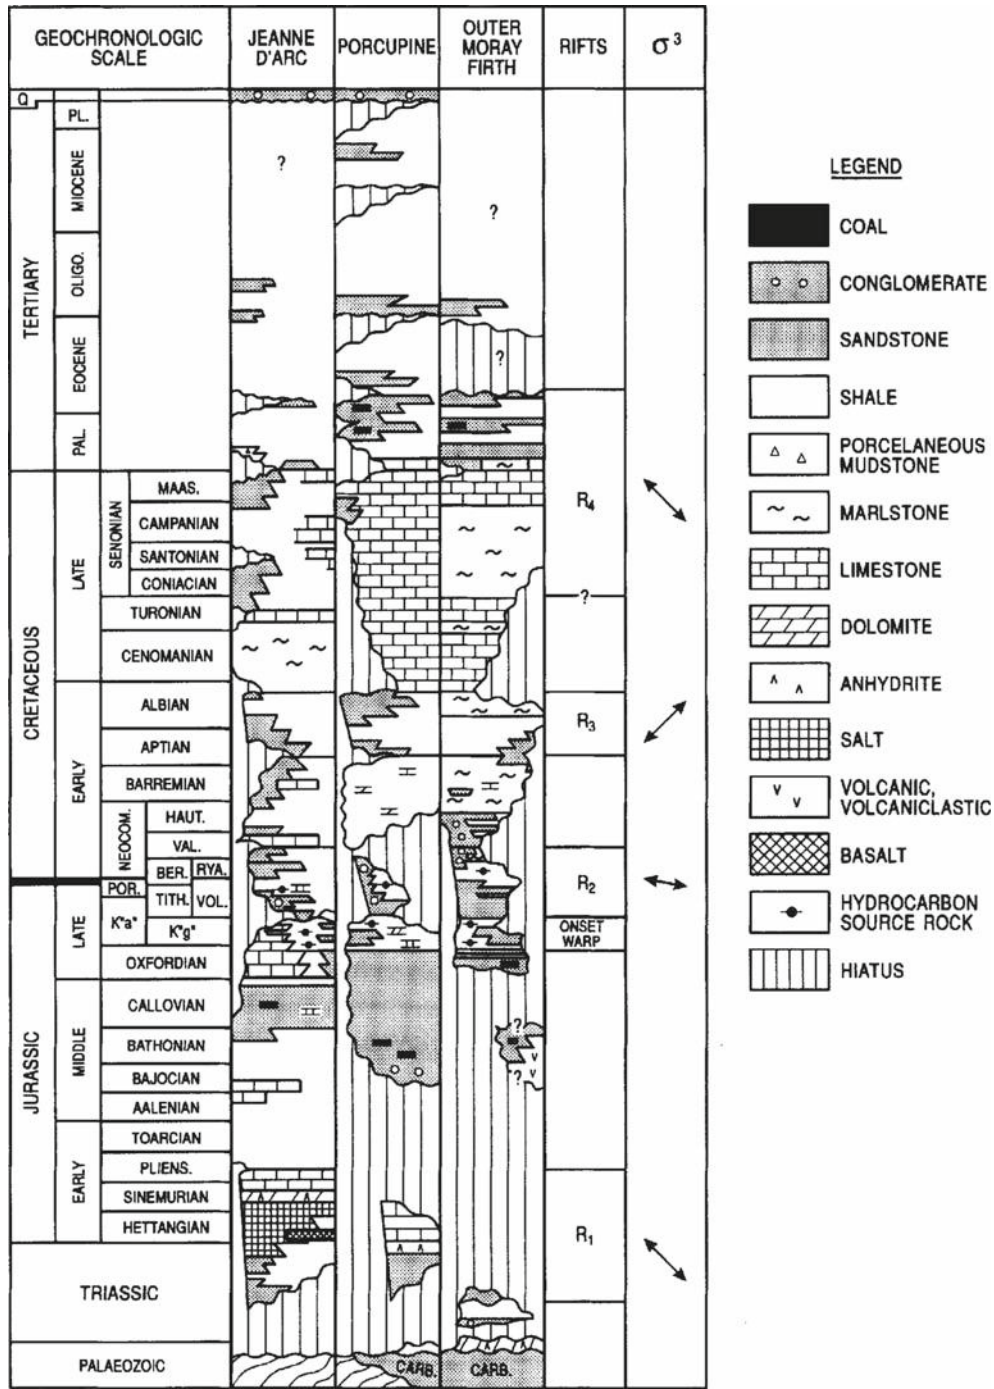 GEOCHRONOLOGIC
SCALE
JEANNE
D'ARC
PORCUPINE
OUTER
MORAY
FIRTH
RIFTS
σ³
Q
TERTIARY
PL.
MIOCENE
OLIGO.
EOCENE
PAL.
CRETACEOUS
LATE
SENONIAN
MAAS.
CAMPANIAN
SANTONIAN
CONIACIAN
TURONIAN
CENOMANIAN
EARLY
ALBIAN
APTIAN
BARREMIAN
NEOCOM.
HAUT.
VAL.
BER.
RYA.
POR.
TITH.
VOL.
K"a"
K"g"
JURASSIC
LATE
OXFORDIAN
MIDDLE
CALLOVIAN
BATHONIAN
BAJOCIAN
AALENIAN
EARLY
TOARCIAN
PLIENS.
SINEMURIAN
HETTANGIAN
TRIASSIC
PALAEOZOIC
?
?
?
CARB.
CARB.
?
?
R4
?
R3
R2
ONSET
WARP
R1
LEGEND
COAL
CONGLOMERATE
SANDSTONE
SHALE
PORCELANEOUS
MUDSTONE
MARLSTONE
LIMESTONE
DOLOMITE
ANHYDRITE
SALT
VOLCANIC,
VOLCANICLASTIC
BASALT
HYDROCARBON
SOURCE ROCK
HIATUS